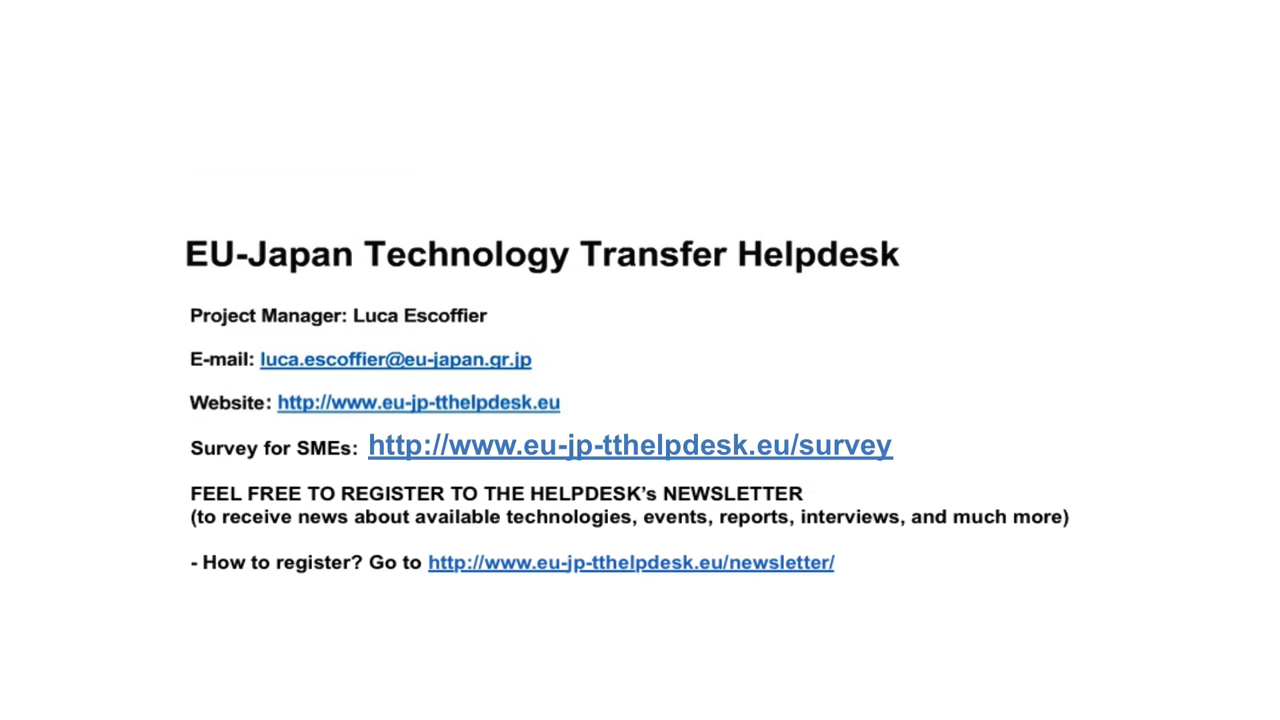 EU-Japan Technology Transfer Helpdesk
Project Manager: Luca Escoffier
E-mail: luca.escoffier@eu-japan.gr.jp
Website: http://www.eu-jp-tthelpdesk.eu
Survey for SMEs: http://www.eu-jp-tthelpdesk.eu/survey
FEEL FREE TO REGISTER TO THE HELPDESK’s NEWSLETTER
(to receive news about available technologies, events, reports, interviews, and much more)
- How to register? Go to http://www.eu-jp-tthelpdesk.eu/newsletter/